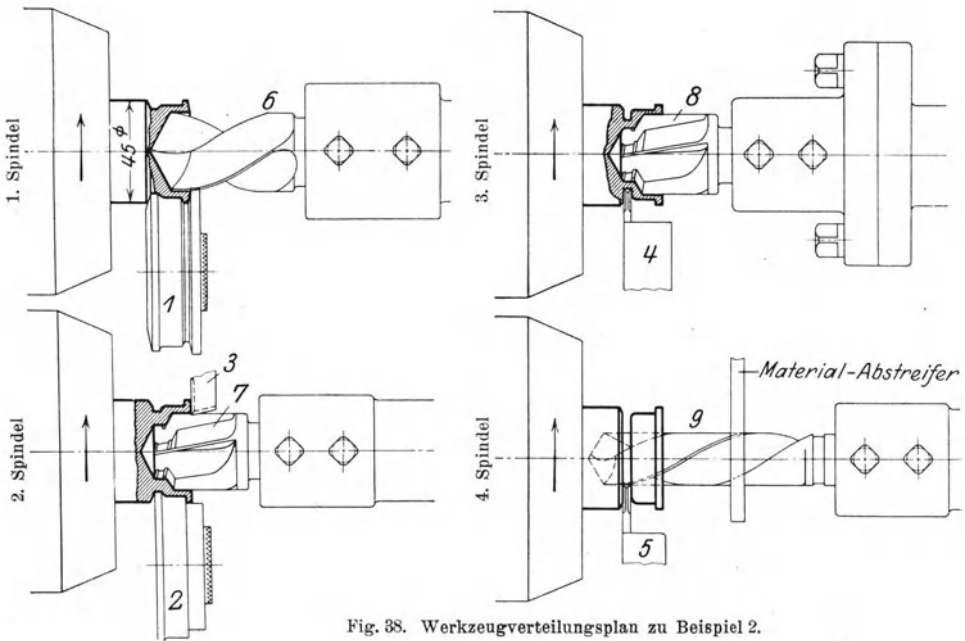 1. Spindel
45 ⌀
6
1
3. Spindel
8
4
2. Spindel
3
7
2
4. Spindel
9
Material-Abstreifer
5
Fig. 38. Werkzeugverteilungsplan zu Beispiel 2.